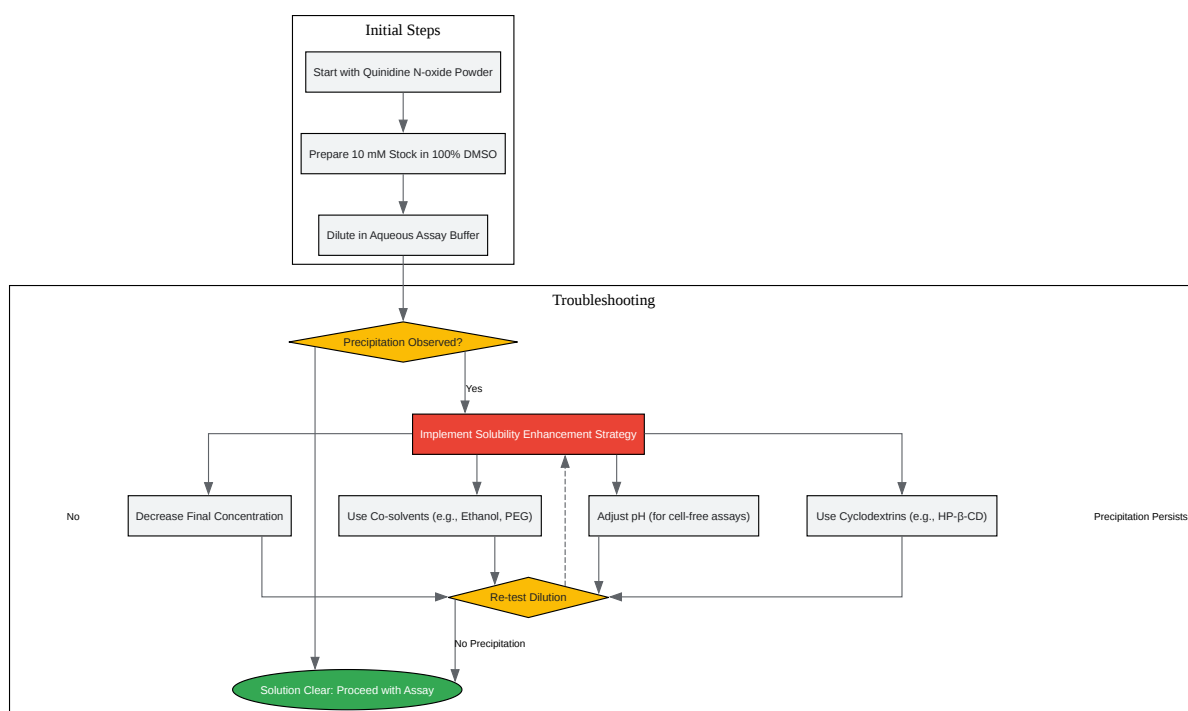 Initial Steps
Start with Quinidine N-oxide Powder
Prepare 10 mM Stock in 100% DMSO
Dilute in Aqueous Assay Buffer
Troubleshooting
Precipitation Observed?
Yes
Implement Solubility Enhancement Strategy
No
Decrease Final Concentration
Use Co-solvents (e.g., Ethanol, PEG)
Adjust pH (for cell-free assays)
Use Cyclodextrins (e.g., HP-β-CD)
Precipitation Persists
Re-test Dilution
No Precipitation
Solution Clear: Proceed with Assay